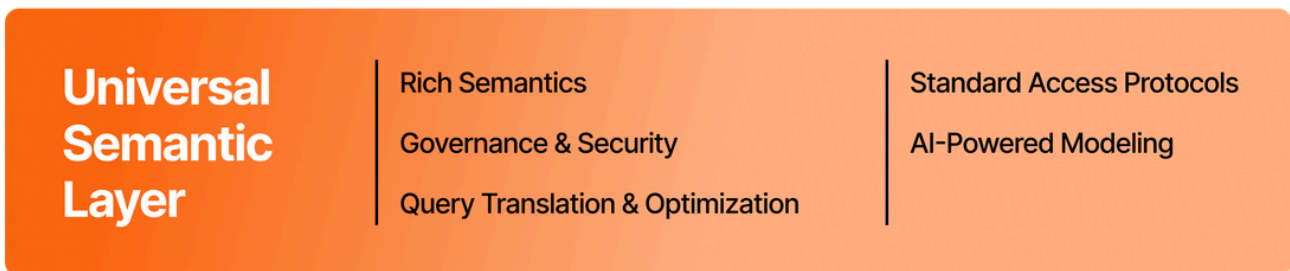 Universal
Semantic
Layer
Rich Semantics
Governance & Security
Query Translation & Optimization
Standard Access Protocols
AI-Powered Modeling